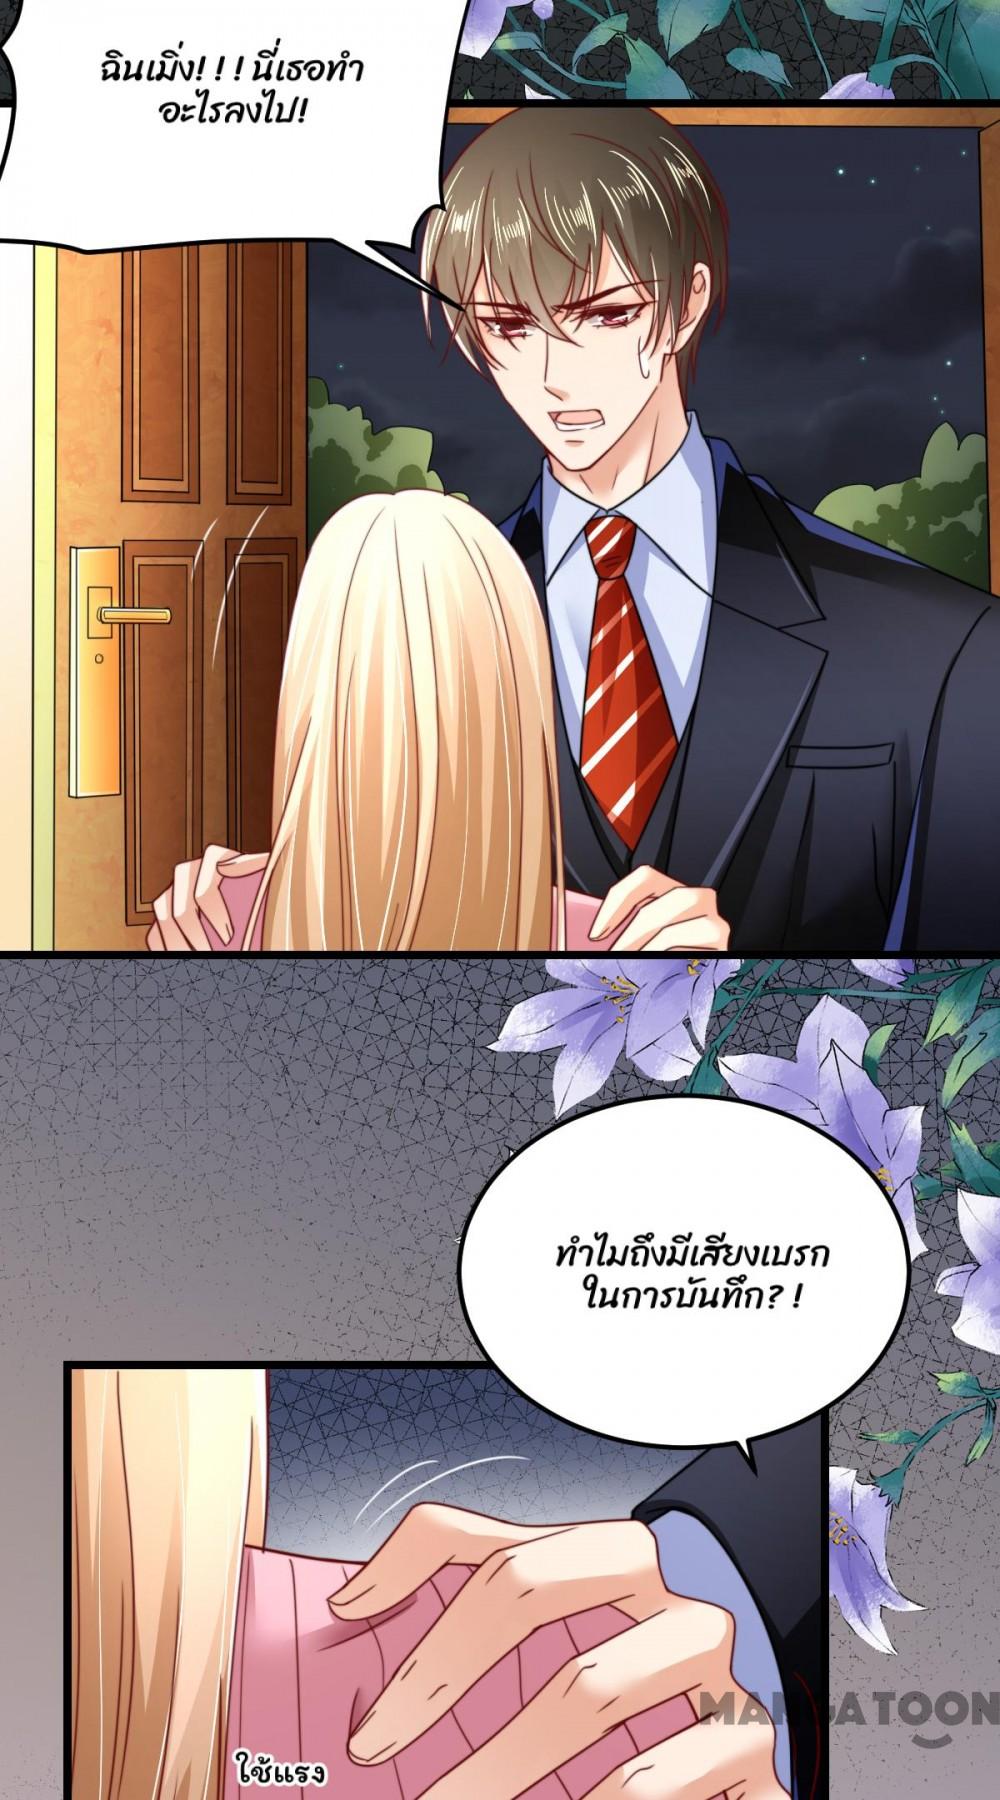 ฉินเมิ่ง!!!นี่เธอทำ
อะไรลงไป!
ทำไมถึงมีเสียงเบรก
ในการบันทึก?!
MANGATOON
ใช้แรง